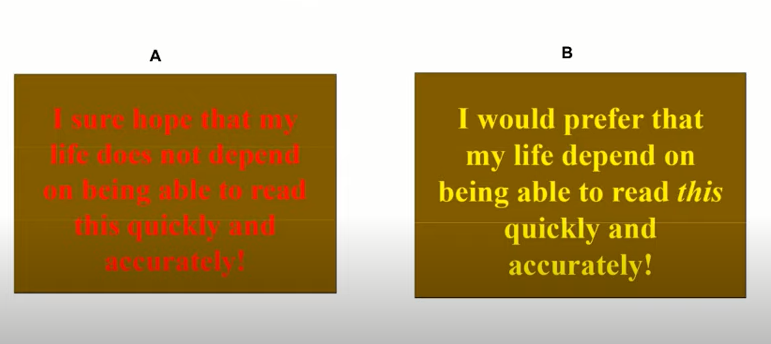 A
I sure hope that my
life does not depend
on being able to read
this quickly and
accurately!
B
I would prefer that
my life depend on
being able to read this
quickly and
accurately!